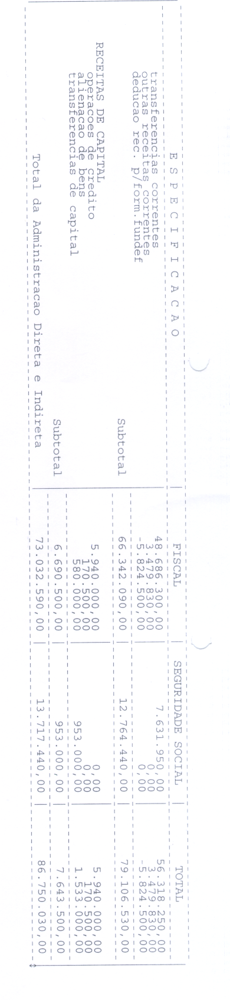 E S P E C I F I C A C A O | FISCAL | SEGURIDADE SOCIAL | TOTAL
transferencias correntes 48.686.300,00 7.631.950,00 56.318.250,00
outras receitas correntes 3.479.830,00 0,00 3.479.830,00
deducao rec. p/form.fundef -5.824.500,00 0,00 -5.824.500,00
Subtotal 66.342.090,00 | 12.764.440,00 | 79.106.530,00
RECEITAS DE CAPITAL
operacoes de credito 5.940.000,00 0,00 5.940.000,00
alienacao de bens 170.500,00 0,00 170.500,00
transferencias de capital 580.000,00 953.000,00 1.533.000,00
Subtotal 6.690.500,00 | 953.000,00 | 7.643.500,00
Total da Administracao Direta e Indireta 73.032.590,00 | 13.717.440,00 | 86.750.030,00